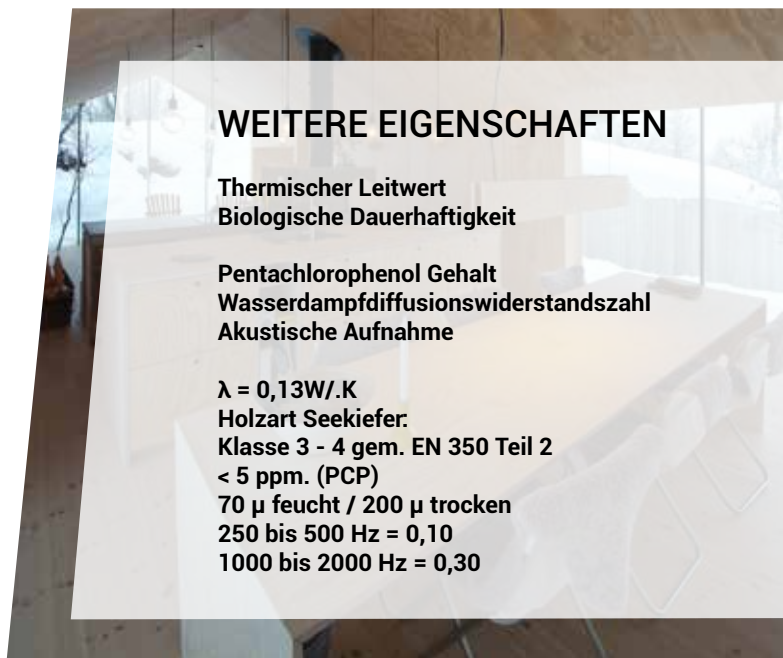 WEITERE EIGENSCHAFTEN
Thermischer Leitwert
Biologische Dauerhaftigkeit
Pentachlorophenol Gehalt
Wasserdampfdiffusionswiderstandszahl
Akustische Aufnahme
λ = 0,13W/.K
Holzart Seekiefer:
Klasse 3 - 4 gem. EN 350 Teil 2
< 5 ppm. (PCP)
70 µ feucht / 200 µ trocken
250 bis 500 Hz = 0,10
1000 bis 2000 Hz = 0,30